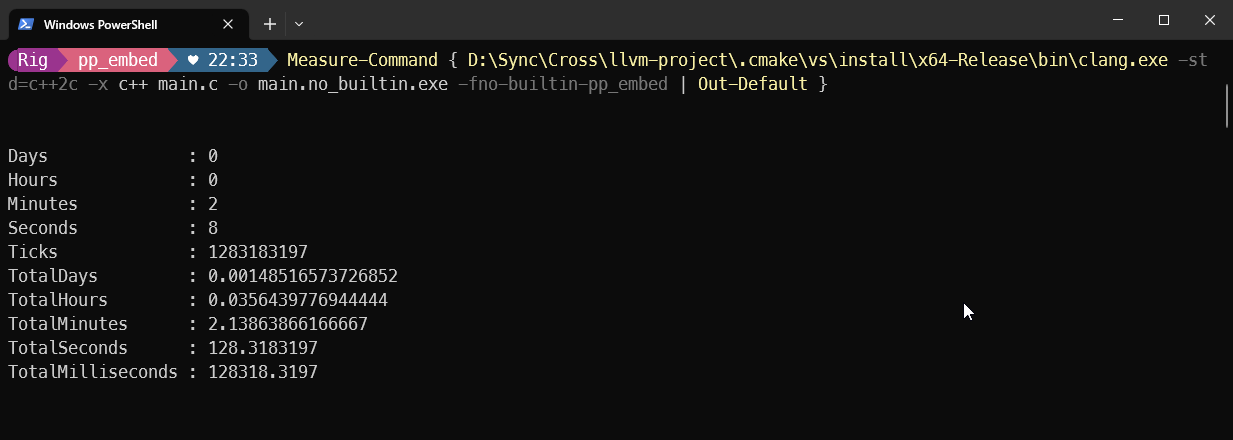 Windows PowerShell
Rig pp_embed ♥ 22:33 Measure-Command { D:\Sync\Cross\llvm-project\.cmake\vs\install\x64-Release\bin\clang.exe -st
d=c++2c -x c++ main.c -o main.no_builtin.exe -fno-builtin-pp_embed | Out-Default }
Days : 0
Hours : 0
Minutes : 2
Seconds : 8
Ticks : 1283183197
TotalDays : 0.00148516573726852
TotalHours : 0.0356439776944444
TotalMinutes : 2.13863866166667
TotalSeconds : 128.3183197
TotalMilliseconds : 128318.3197